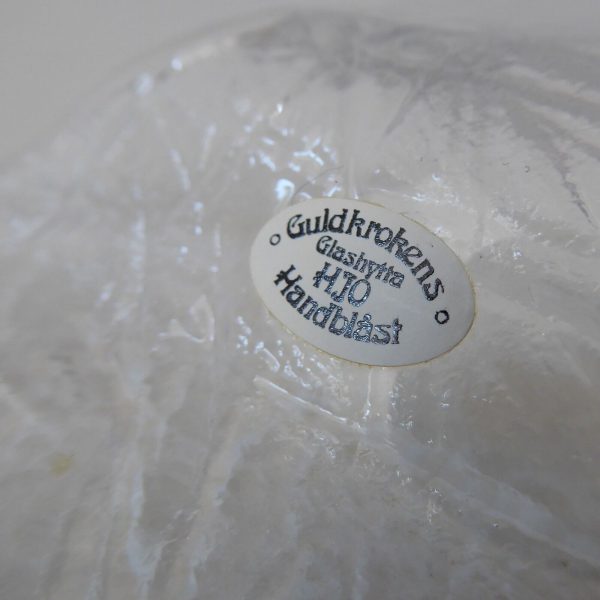 Guldkrokens
Glashytta
HJO
Handblåst